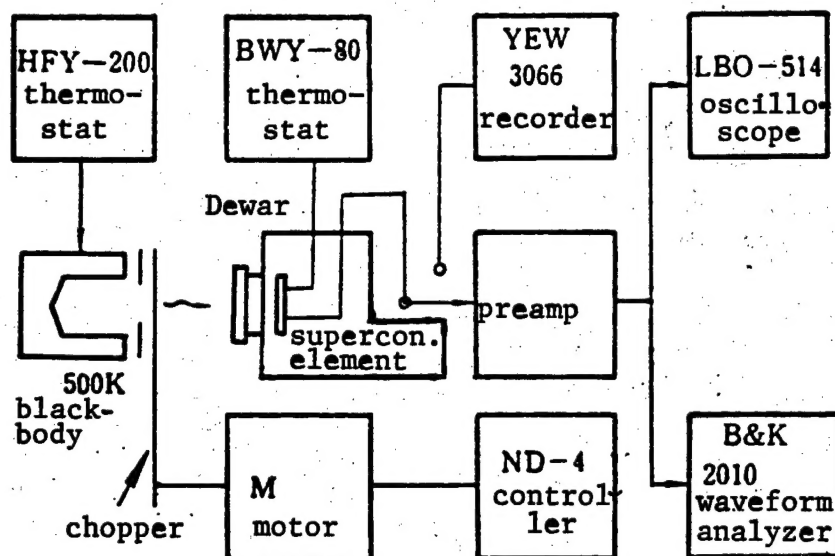 HFY-200
thermo-
stat
BWY-80
thermo-
stat
YEW
3066
recorder
LBO-514
oscillo-
scope
Dewar
supercon.
element
preamp
500K
black-
body
chopper
M
motor
ND-4
control-
ler
B&K
2010
waveform
analyzer